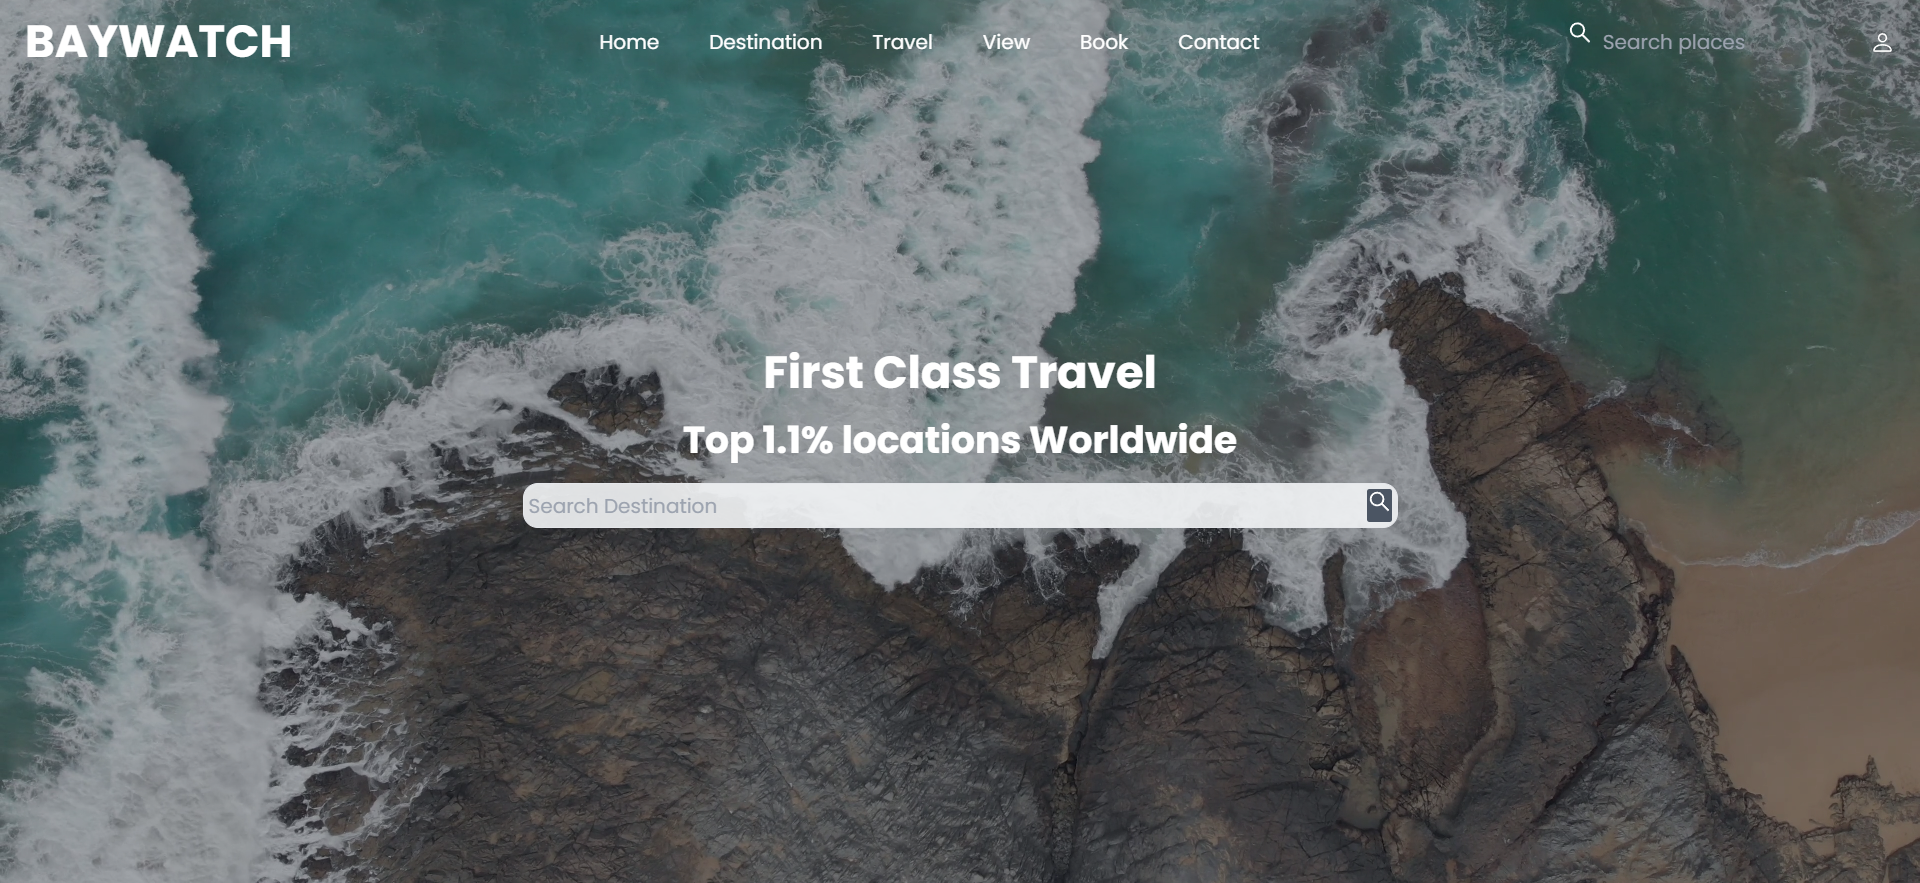 BAYWATCH
Home Destination Travel View Book Contact
Search places
First Class Travel
Top 1.1% locations Worldwide
Search Destination